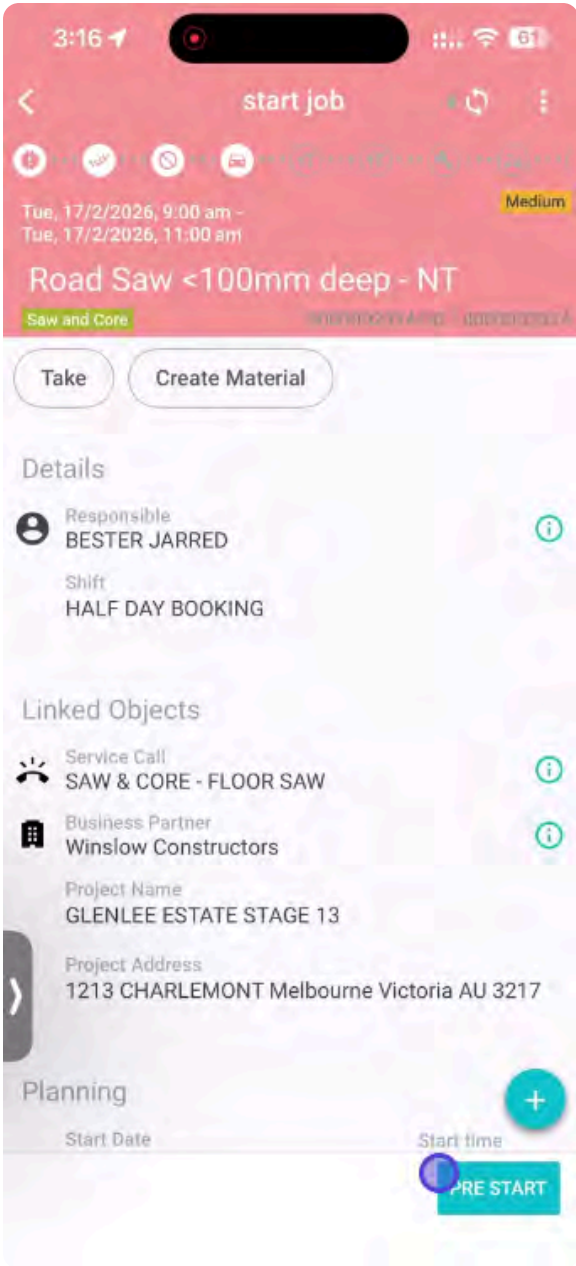 3:16
61
start job
Tue, 17/2/2026, 9:00 am -
Tue, 17/2/2026, 11:00 am
Medium
Road Saw <100mm deep - NT
Saw and Core
Take
Create Material
Details
Responsible
BESTER JARRED
Shift
HALF DAY BOOKING
Linked Objects
Service Call
SAW & CORE - FLOOR SAW
Business Partner
Winslow Constructors
Project Name
GLENLEE ESTATE STAGE 13
Project Address
1213 CHARLEMONT Melbourne Victoria AU 3217
Planning
Start Date
Start time
PRE START